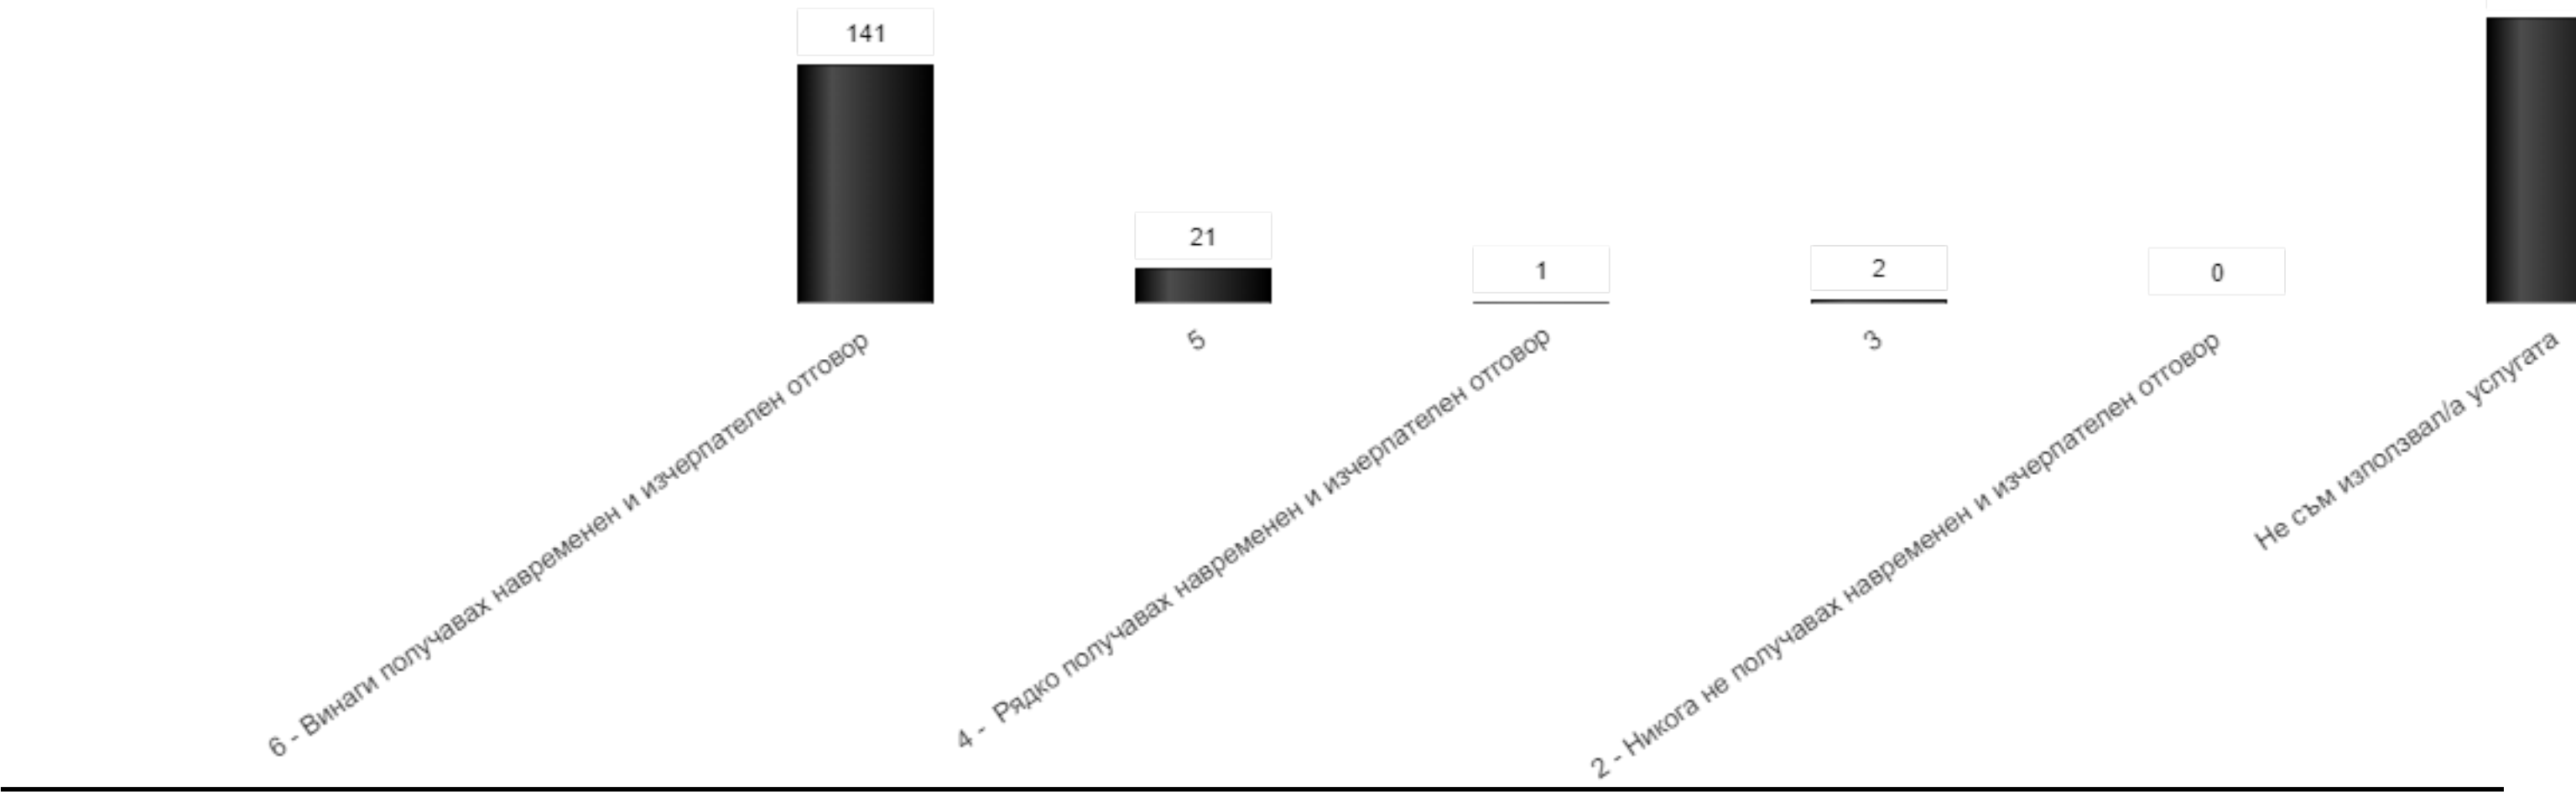 141
21
1
2
0
6 - Винаги получавах навременен и изчерпателен отговор
5
4 - Рядко получавах навременен и изчерпателен отговор
3
2 - Никога не получавах навременен и изчерпателен отговор
Не съм използвал/а услугата